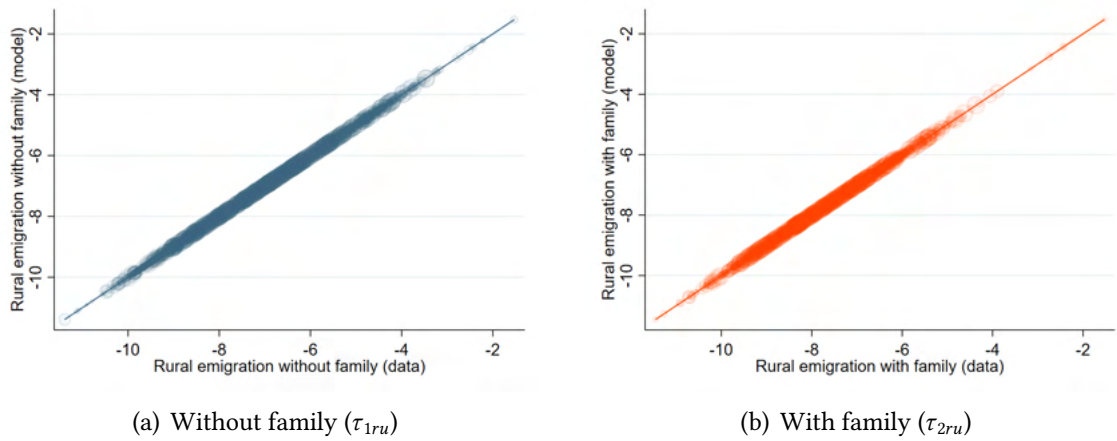 -2
-4
-6
-8
-10
Rural emigration without family (model)
-10 -8 -6 -4 -2
Rural emigration without family (data)
(a) Without family (τ1ru)
-2
-4
-6
-8
-10
Rural emigration with family (model)
-10 -8 -6 -4 -2
Rural emigration with family (data)
(b) With family (τ2ru)